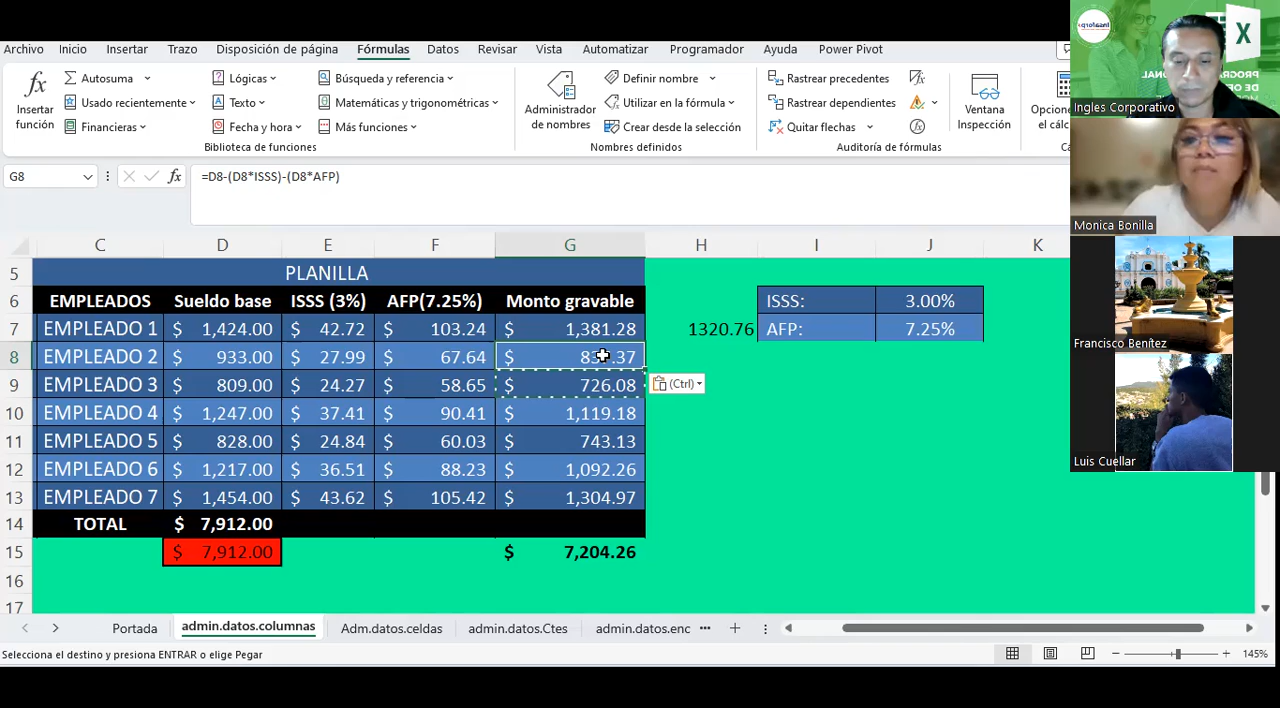 Archivo Inicio Insertar Trazo Disposición de página Fórmulas Datos Revisar Vista Automatizar Programador Ayuda Power Pivot
Insertar función
Autosuma
Usado recientemente
Financieras
Lógicas
Texto
Fecha y hora
Búsqueda y referencia
Matemáticas y trigonométricas
Más funciones
Biblioteca de funciones
Administrador de nombres
Definir nombre
Utilizar en la fórmula
Crear desde la selección
Nombres definidos
Rastrear precedentes
Rastrear dependientes
Quitar flechas
Auditoría de fórmulas
Ventana Inspección
G8 fx =D8-(D8*ISSS)-(D8*AFP)
C D E F G H I J K
5 PLANILLA
6 EMPLEADOS Sueldo base ISSS (3%) AFP(7.25%) Monto gravable ISSS: 3.00%
7 EMPLEADO 1 $ 1,424.00 $ 42.72 $ 103.24 $ 1,381.28 1320.76 AFP: 7.25%
8 EMPLEADO 2 $ 933.00 $ 27.99 $ 67.64 $
9 EMPLEADO 3 $ 809.00 $ 24.27 $ 58.65 $ 726.08 (Ctrl)
10 EMPLEADO 4 $ 1,247.00 $ 37.41 $ 90.41 $ 1,119.18
11 EMPLEADO 5 $ 828.00 $ 24.84 $ 60.03 $ 743.13
12 EMPLEADO 6 $ 1,217.00 $ 36.51 $ 88.23 $ 1,092.26
13 EMPLEADO 7 $ 1,454.00 $ 43.62 $ 105.42 $ 1,304.97
14 TOTAL $ 7,912.00
15 $ 7,912.00 $ 7,204.26
16
17
Portada admin.datos.columnas Adm.datos.celdas admin.datos.Ctes admin.datos.enc
Selecciona el destino y presiona ENTRAR o elige Pegar
145%
Ingles Corporativo
Monica Bonilla
Francisco Benítez
Luis Cuellar